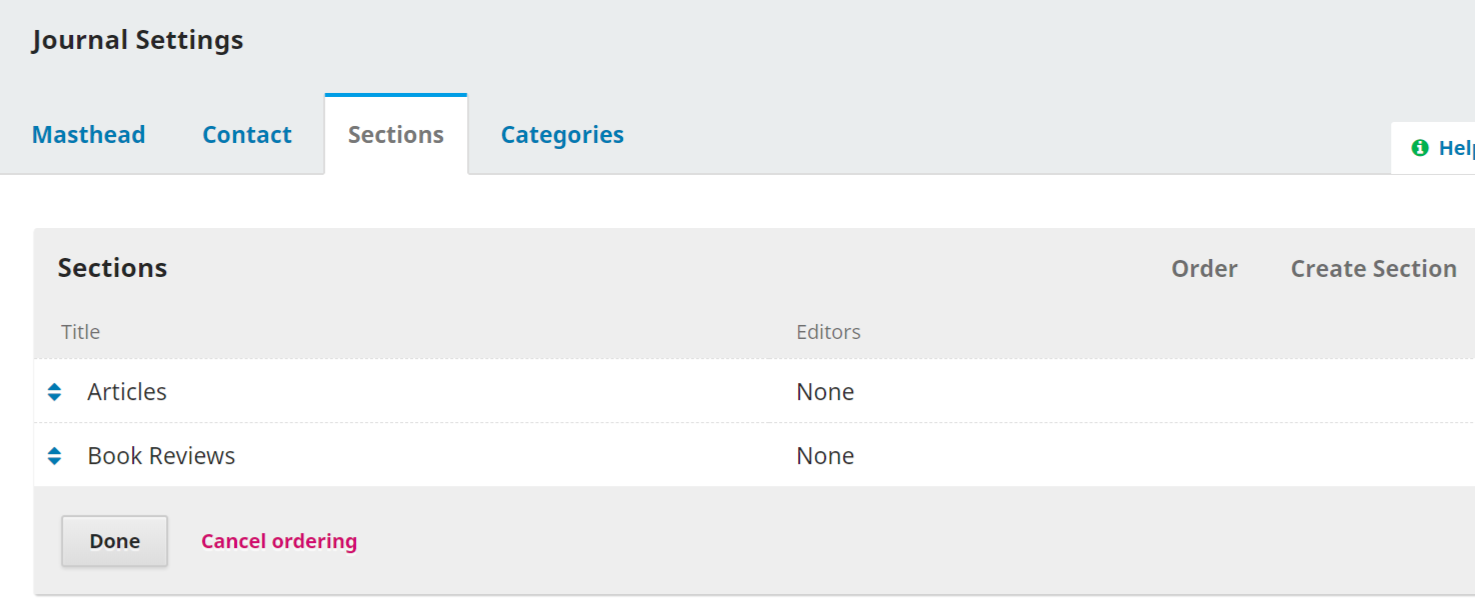 Journal Settings
Masthead Contact Sections Categories
Help
Sections Order Create Section
Title Editors
Articles None
Book Reviews None
Done Cancel ordering